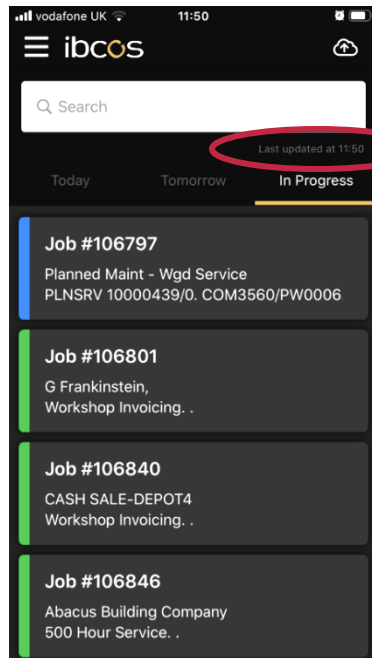 vodafone UK
11:50
ibcos
Search
Last updated at 11:50
Today
Tomorrow
In Progress
Job #106797
Planned Maint - Wgd Service
PLNSRV 10000439/0. COM3560/PW0006
Job #106801
G Frankinstein,
Workshop Invoicing. .
Job #106840
CASH SALE-DEPOT4
Workshop Invoicing. .
Job #106846
Abacus Building Company
500 Hour Service. .